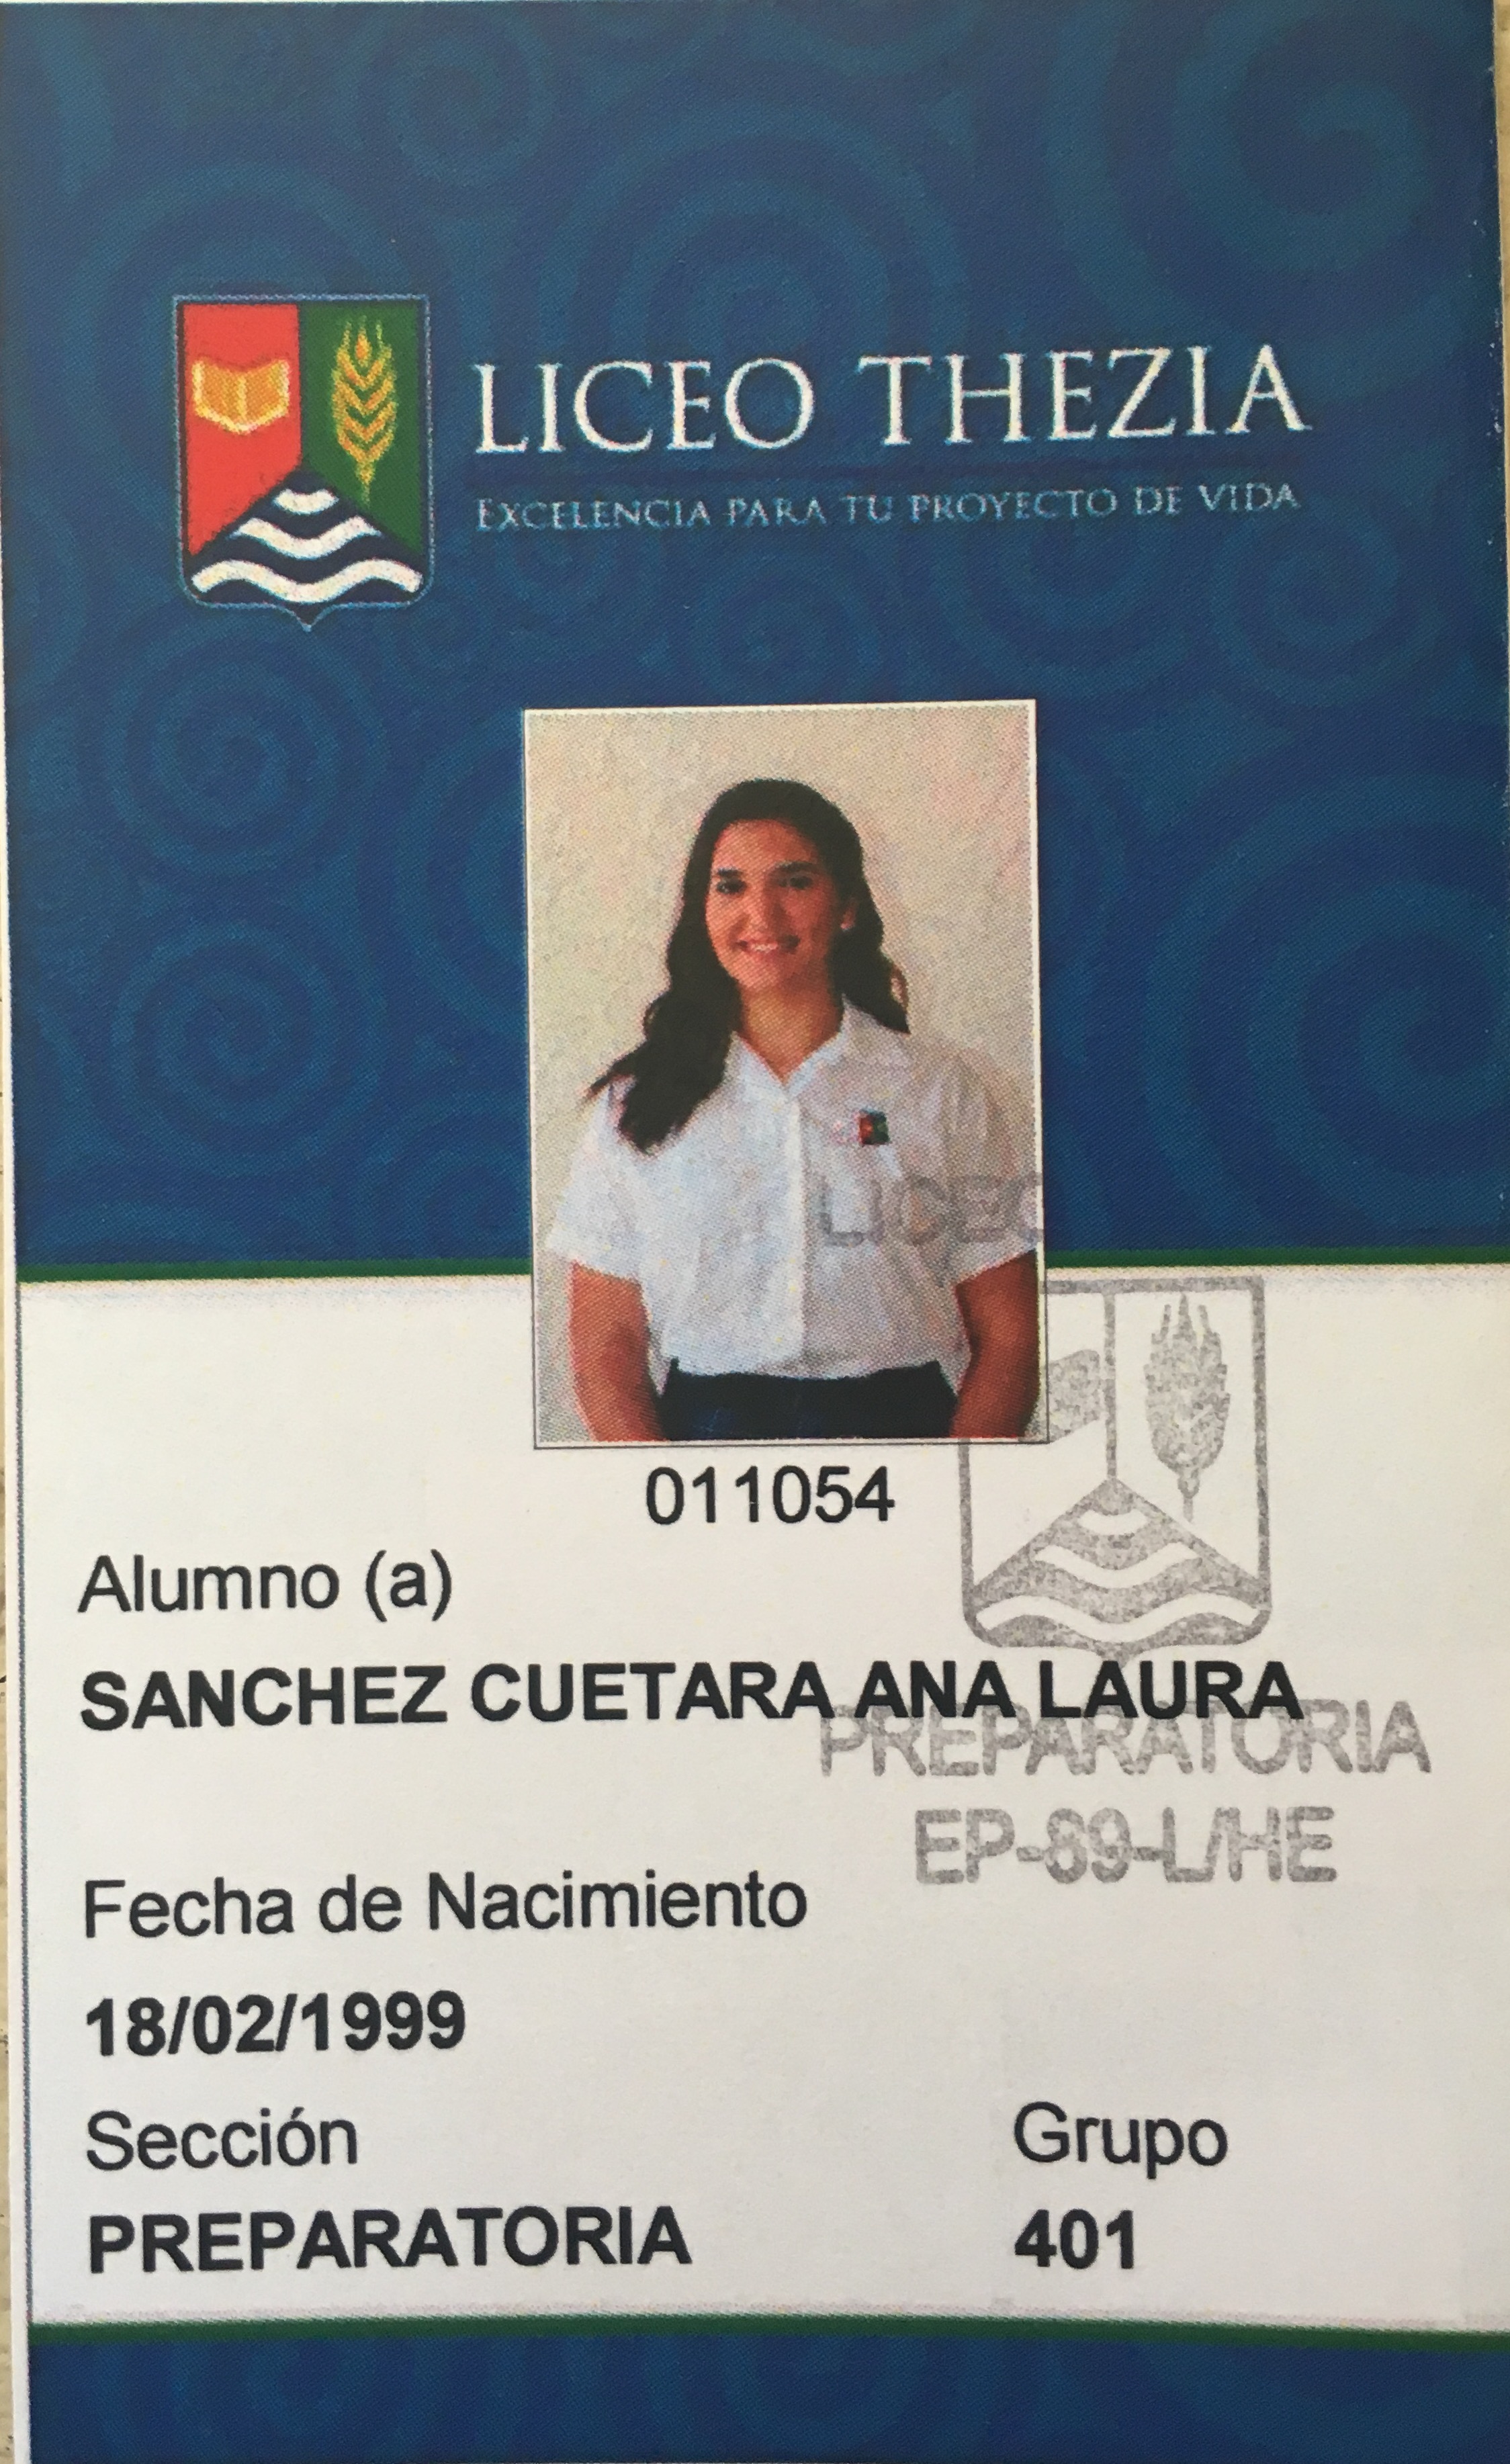 LICEO THEZIA
EXCELENCIA PARA TU PROYECTO DE VIDA
LICEO
011054
Alumno (a)
SANCHEZ CUETARA ANA LAURA
PREPARATORIA
EP-89-L/HE
Fecha de Nacimiento
18/02/1999
Sección Grupo
PREPARATORIA 401